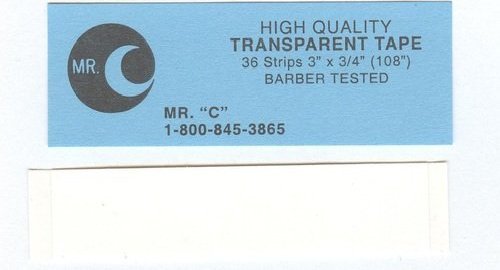 MR. C
HIGH QUALITY
TRANSPARENT TAPE
36 Strips 3” x 3/4” (108”)
BARBER TESTED
MR. “C”
1-800-845-3865